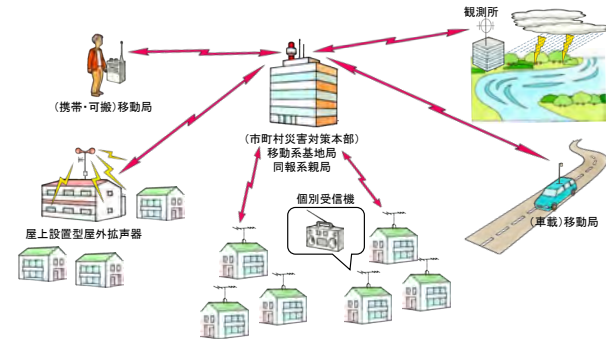 観測所
(携帯・可搬)移動局
(市町村災害対策本部)
移動系基地局
同報系親局
個別受信機
(車載)移動局
屋上設置型屋外拡声器